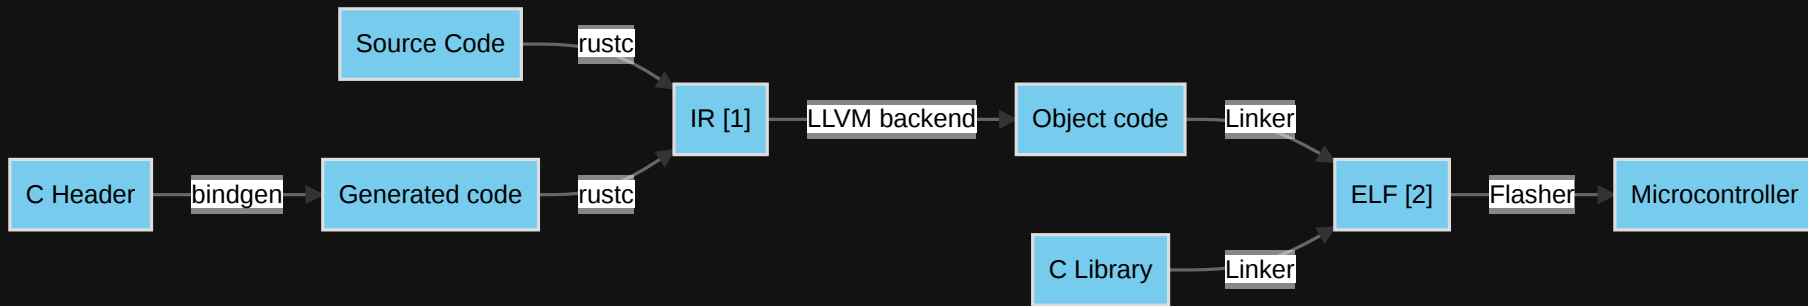 Source Code
rustc
IR [1]
LLVM backend
Object code
Linker
C Header
bindgen
Generated code
rustc
ELF [2]
Flasher
Microcontroller
C Library
Linker